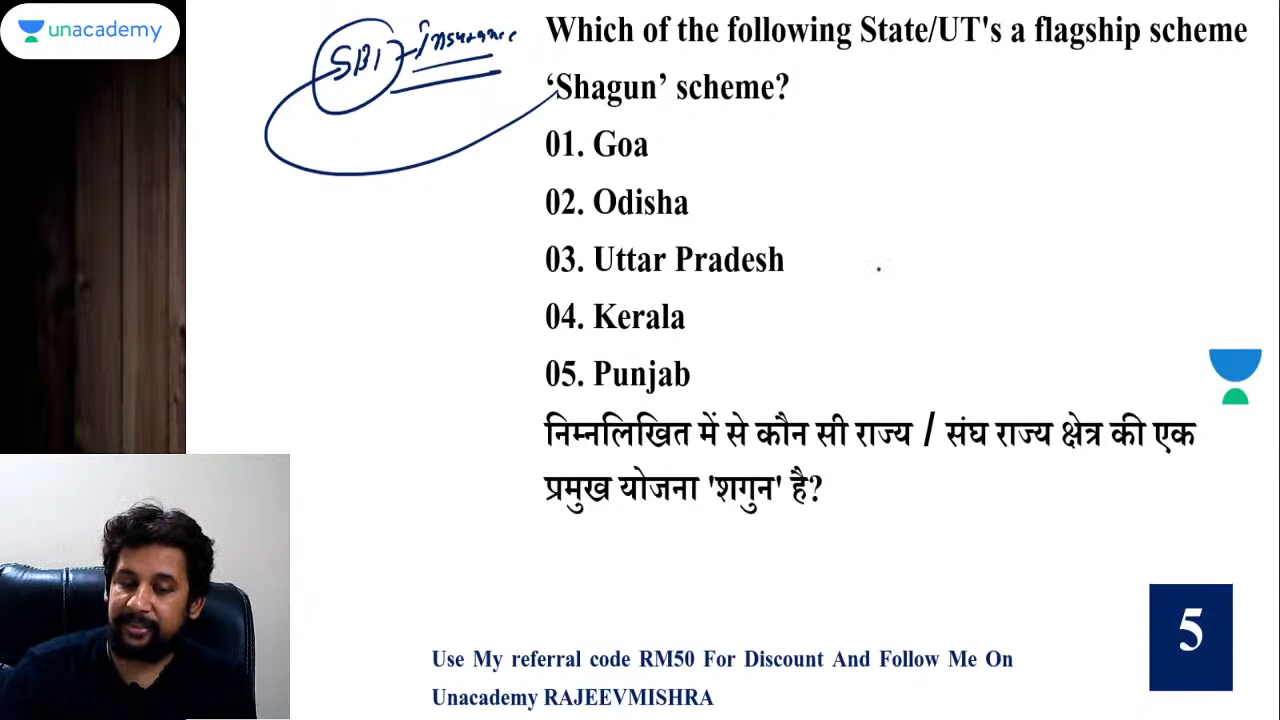 unacademy
SBI - Insurance
Which of the following State/UT's a flagship scheme
‘Shagun’ scheme?
01. Goa
02. Odisha
03. Uttar Pradesh
04. Kerala
05. Punjab
निम्नलिखित में से कौन सी राज्य / संघ राज्य क्षेत्र की एक
प्रमुख योजना 'शगुन' है?
5
Use My referral code RM50 For Discount And Follow Me On
Unacademy RAJEEVMISHRA